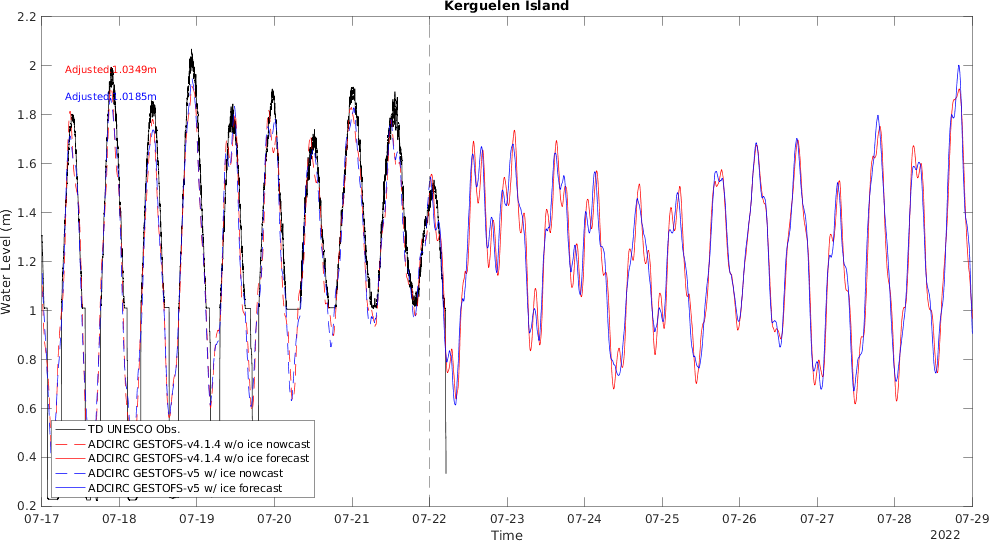 Kerguelen Island
2.2
2
1.8
1.6
1.4
1.2
1
0.8
0.6
0.4
0.2
Water Level (m)
Adjusted:1.0349m
Adjusted:1.0185m
TD UNESCO Obs.
ADCIRC GESTOFS-v4.1.4 w/o ice nowcast
ADCIRC GESTOFS-v4.1.4 w/o ice forecast
ADCIRC GESTOFS-v5 w/ ice nowcast
ADCIRC GESTOFS-v5 w/ ice forecast
07-17 07-18 07-19 07-20 07-21 07-22 07-23 07-24 07-25 07-26 07-27 07-28 07-29
Time
2022